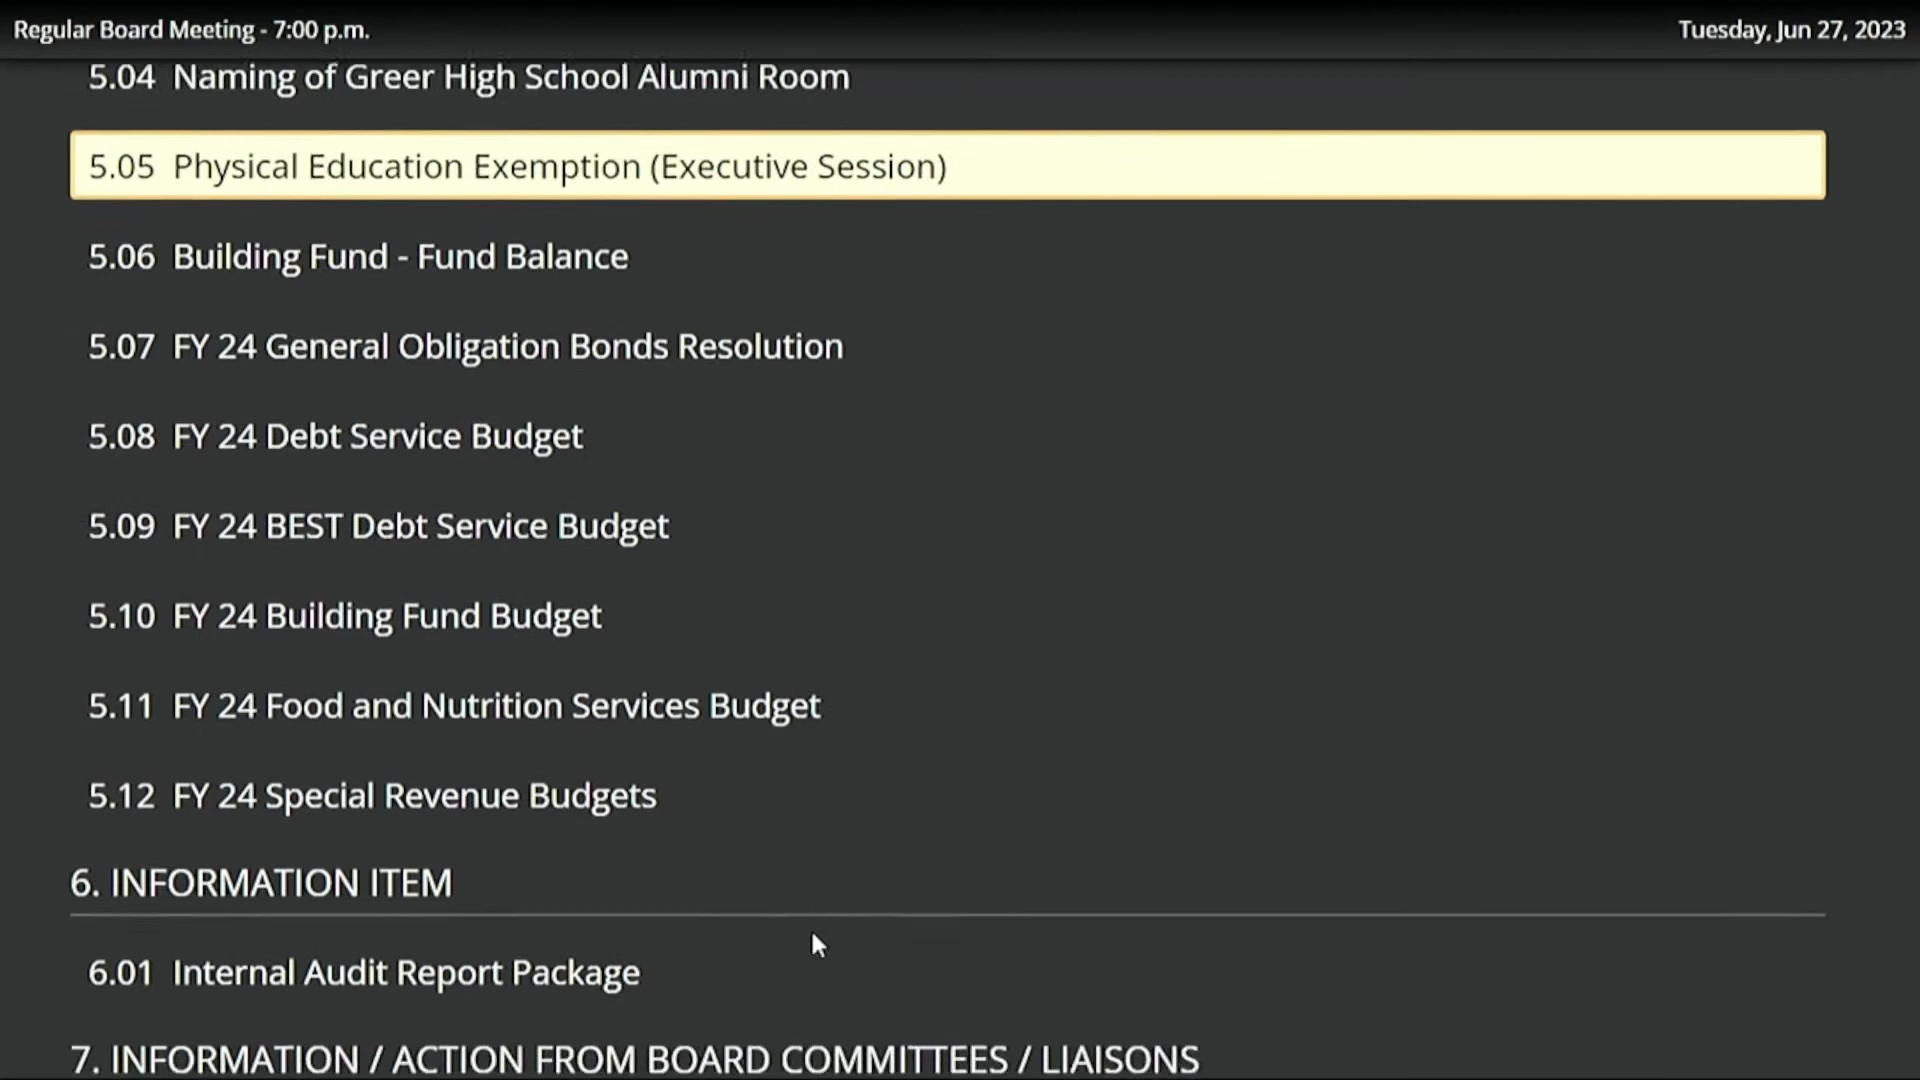 Regular Board Meeting - 7:00 p.m.
Tuesday, Jun 27, 2023
5.04 Naming of Greer High School Alumni Room
5.05 Physical Education Exemption (Executive Session)
5.06 Building Fund - Fund Balance
5.07 FY 24 General Obligation Bonds Resolution
5.08 FY 24 Debt Service Budget
5.09 FY 24 BEST Debt Service Budget
5.10 FY 24 Building Fund Budget
5.11 FY 24 Food and Nutrition Services Budget
5.12 FY 24 Special Revenue Budgets
6. INFORMATION ITEM
6.01 Internal Audit Report Package
7. INFORMATION / ACTION FROM BOARD COMMITTEES / LIAISONS